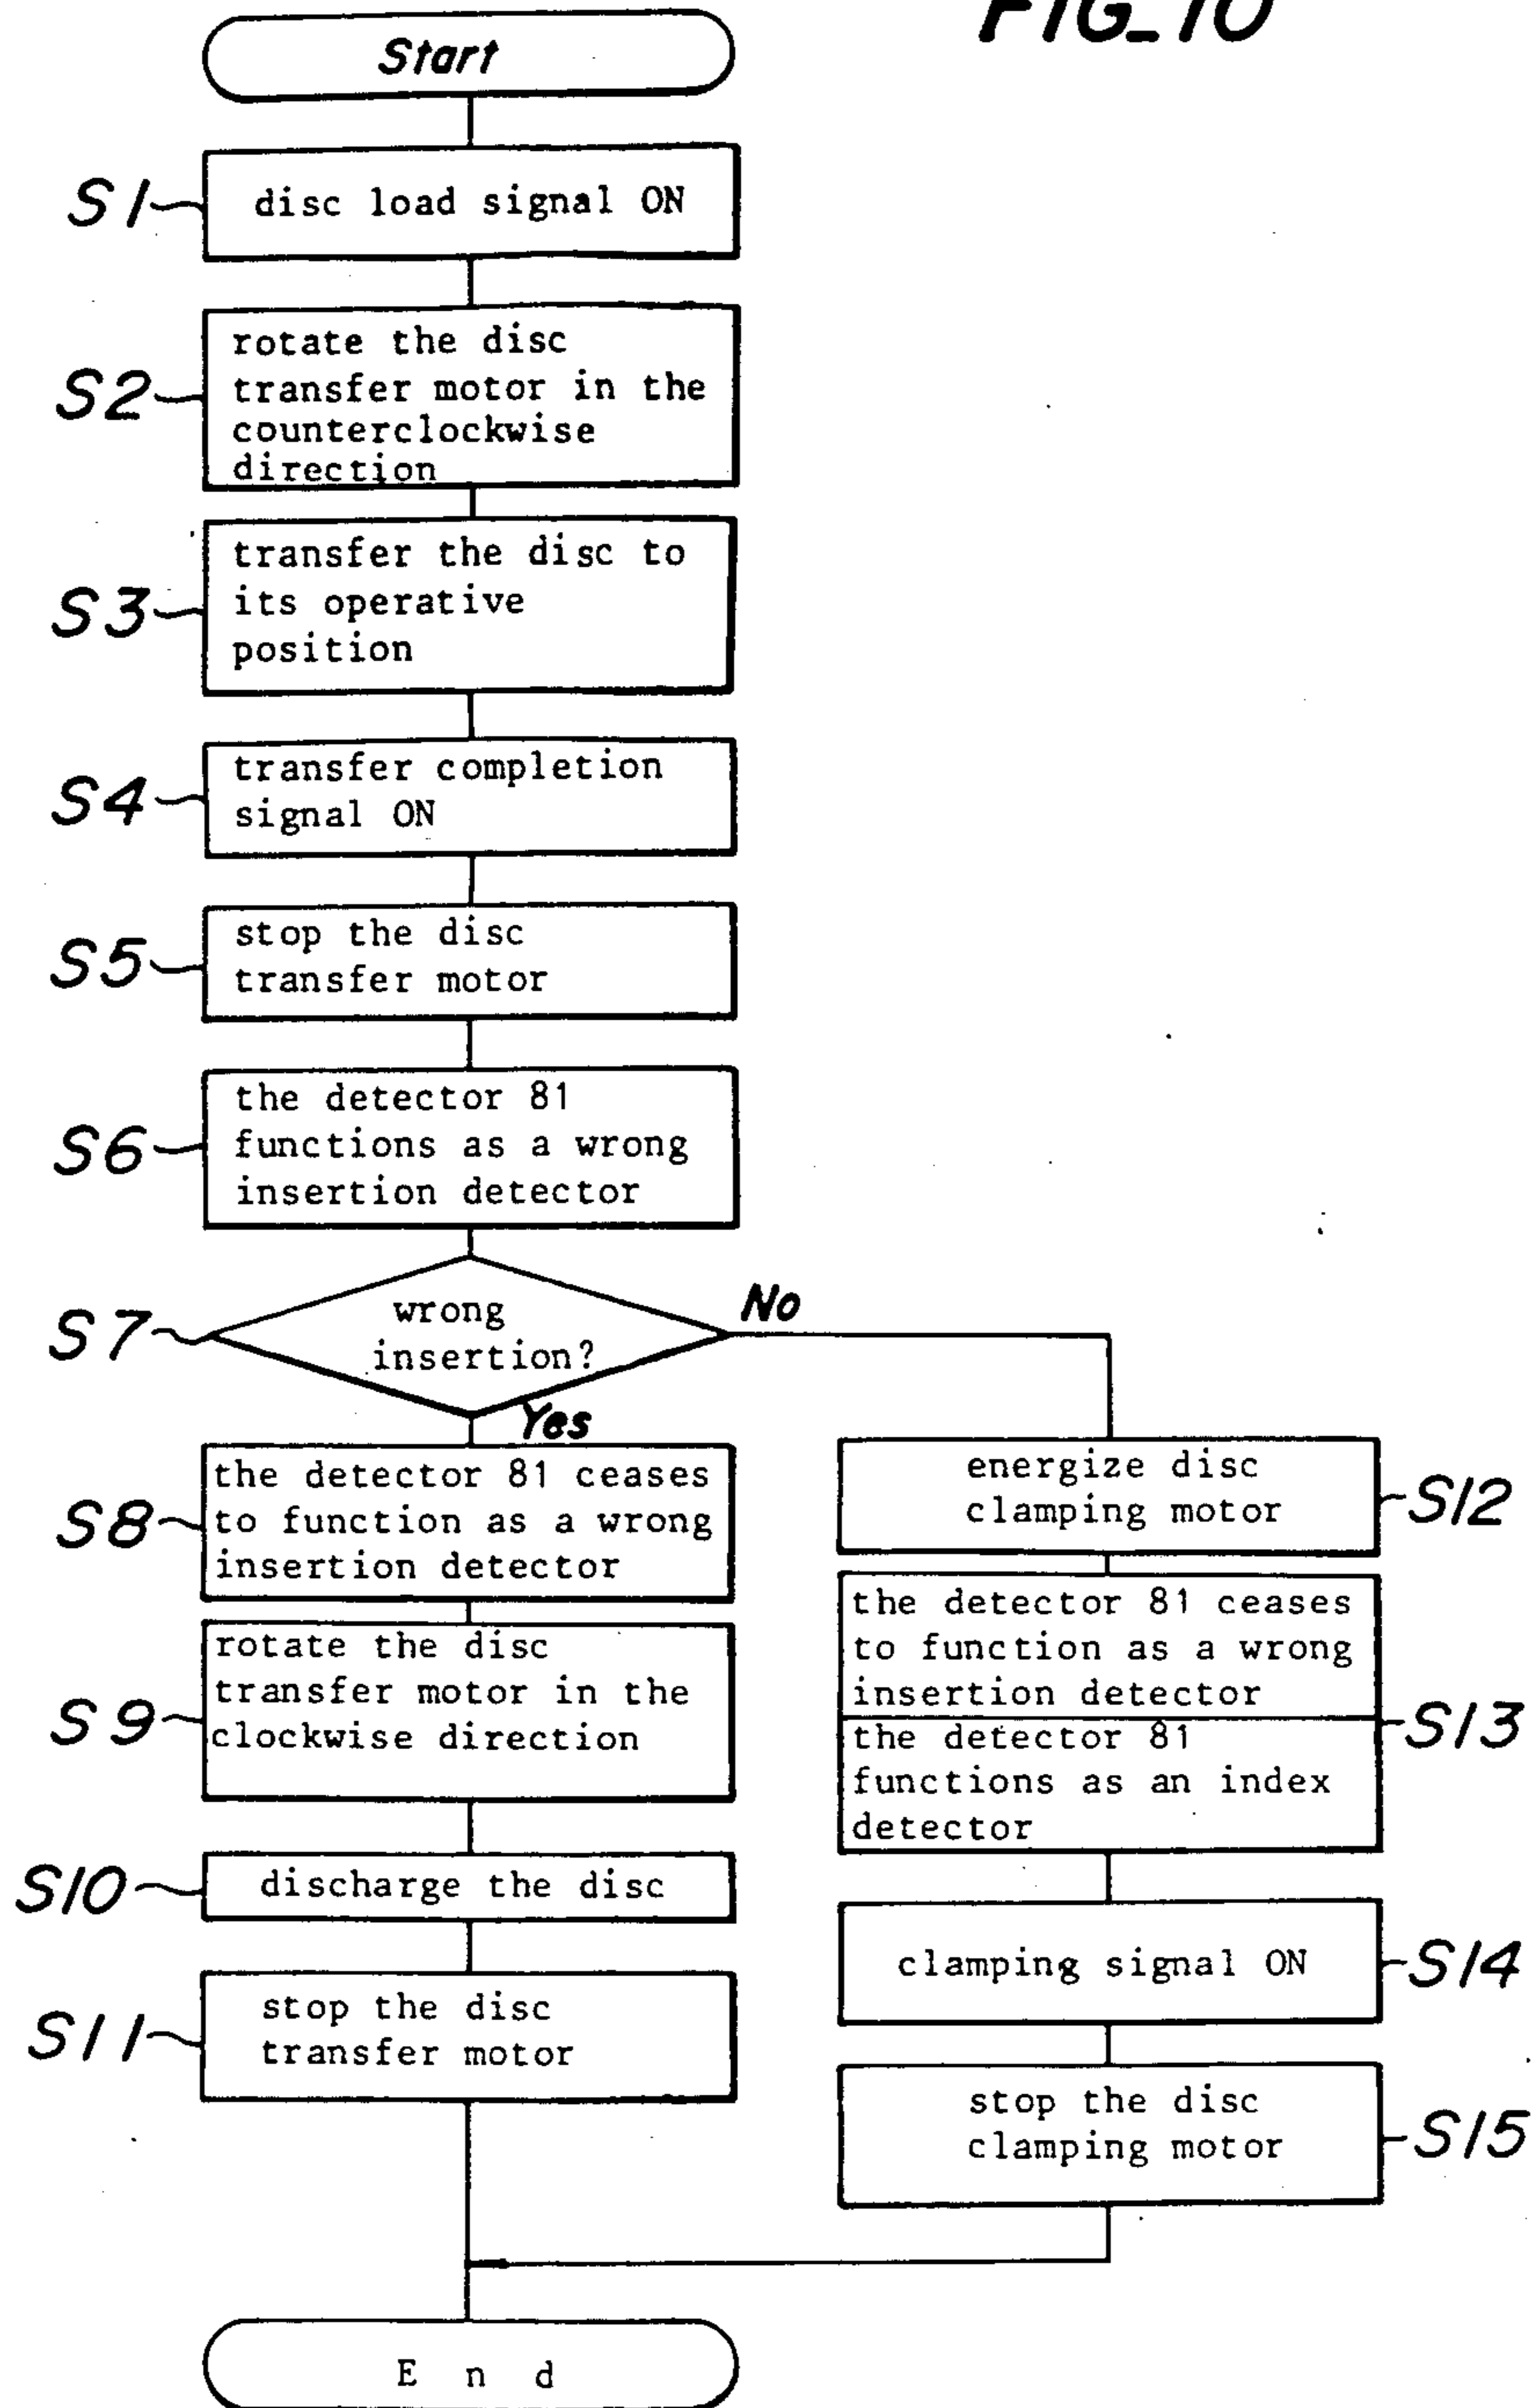 FIG_10
Start
S1
disc load signal ON
S2
rotate the disc
transfer motor in the
counterclockwise
direction
S3
transfer the disc to
its operative
position
S4
transfer completion
signal ON
S5
stop the disc
transfer motor
S6
the detector 81
functions as a wrong
insertion detector
S7
wrong
insertion?
No
Yes
S8
the detector 81 ceases
to function as a wrong
insertion detector
S9
rotate the disc
transfer motor in the
clockwise direction
S10
discharge the disc
S11
stop the disc
transfer motor
energize disc
clamping motor
S12
the detector 81 ceases
to function as a wrong
insertion detector
the detector 81
functions as an index
detector
S13
clamping signal ON
S14
stop the disc
clamping motor
S15
E n d